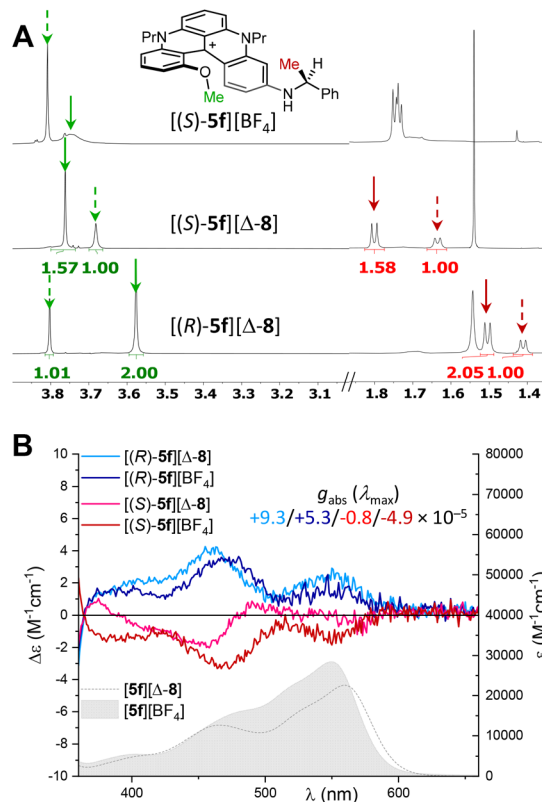 A
NPr
NPr
+
O
Me
Me
H
N
H
Ph
[(S)-5f][BF4]
[(S)-5f][Δ-8]
1.57 1.00
1.58 1.00
[(R)-5f][Δ-8]
1.01 2.00
2.05 1.00
3.8 3.7 3.6 3.5 3.4 3.3 3.2 3.1 // 1.8 1.7 1.6 1.5 1.4
B
[(R)-5f][Δ-8]
[(R)-5f][BF4]
[(S)-5f][Δ-8]
[(S)-5f][BF4]
gabs (λmax)
+9.3/+5.3/-0.8/-4.9 × 10–5
[5f][Δ-8]
[5f][BF4]
10
8
6
4
2
0
-2
-4
-6
-8
-10
Δε (M-1cm-1)
80000
70000
60000
50000
40000
30000
20000
10000
0
ε (M-1cm-1)
400 500 600
λ (nm)